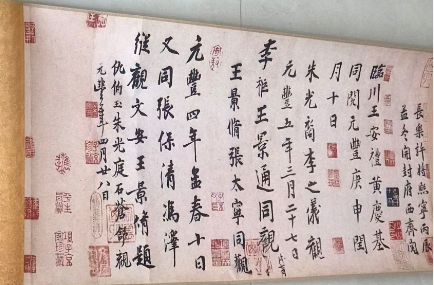 長樂許將熙寧丙辰
孟冬開封府西齋閱
臨川王安禮黃慶基
同閱元豐庚申閏
月十日
朱光裔李之儀觀
元豐五年三月二十七日
李祉王景通同觀
王景脩張太寧同觀
元豐四年孟春十日
又同張保清馮澤
縱觀文安王景脩題
仇伯玉朱光庭石蒼舒觀
元豐五年四月廿八日